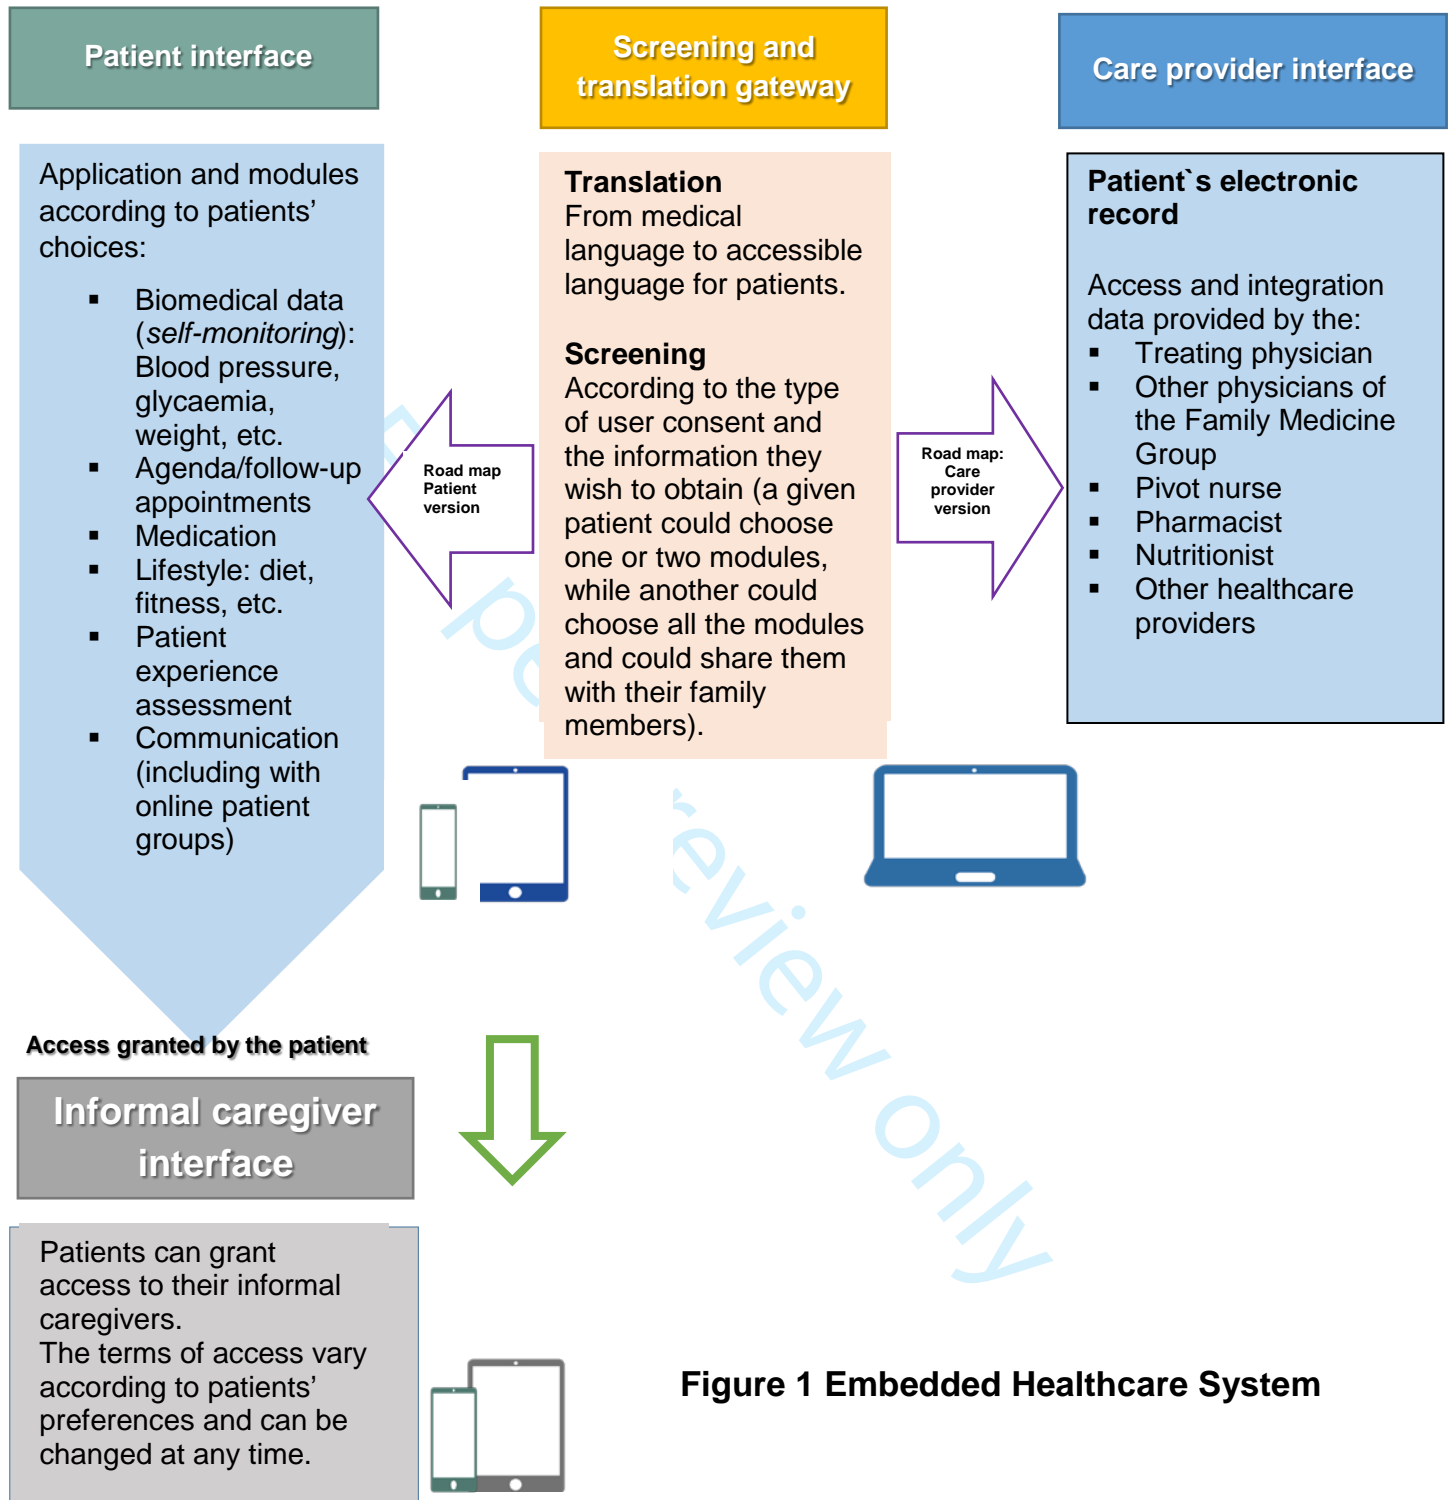 Patient interface
Screening and
translation gateway
Care provider interface
Application and modules
according to patients’
choices:
▪ Biomedical data
(self-monitoring):
Blood pressure,
glycaemia,
weight, etc.
▪ Agenda/follow-up
appointments
▪ Medication
▪ Lifestyle: diet,
fitness, etc.
▪ Patient
experience
assessment
▪ Communication
(including with
online patient
groups)
Road map
Patient
version
Translation
From medical
language to accessible
language for patients.
Screening
According to the type
of user consent and
the information they
wish to obtain (a given
patient could choose
one or two modules,
while another could
choose all the modules
and could share them
with their family
members).
Road map:
Care
provider
version
Patient`s electronic
record
Access and integration
data provided by the:
▪ Treating physician
▪ Other physicians of
the Family Medicine
Group
▪ Pivot nurse
▪ Pharmacist
▪ Nutritionist
▪ Other healthcare
providers
Access granted by the patient
Informal caregiver
interface
Patients can grant
access to their informal
caregivers.
The terms of access vary
according to patients’
preferences and can be
changed at any time.
Figure 1 Embedded Healthcare System
only